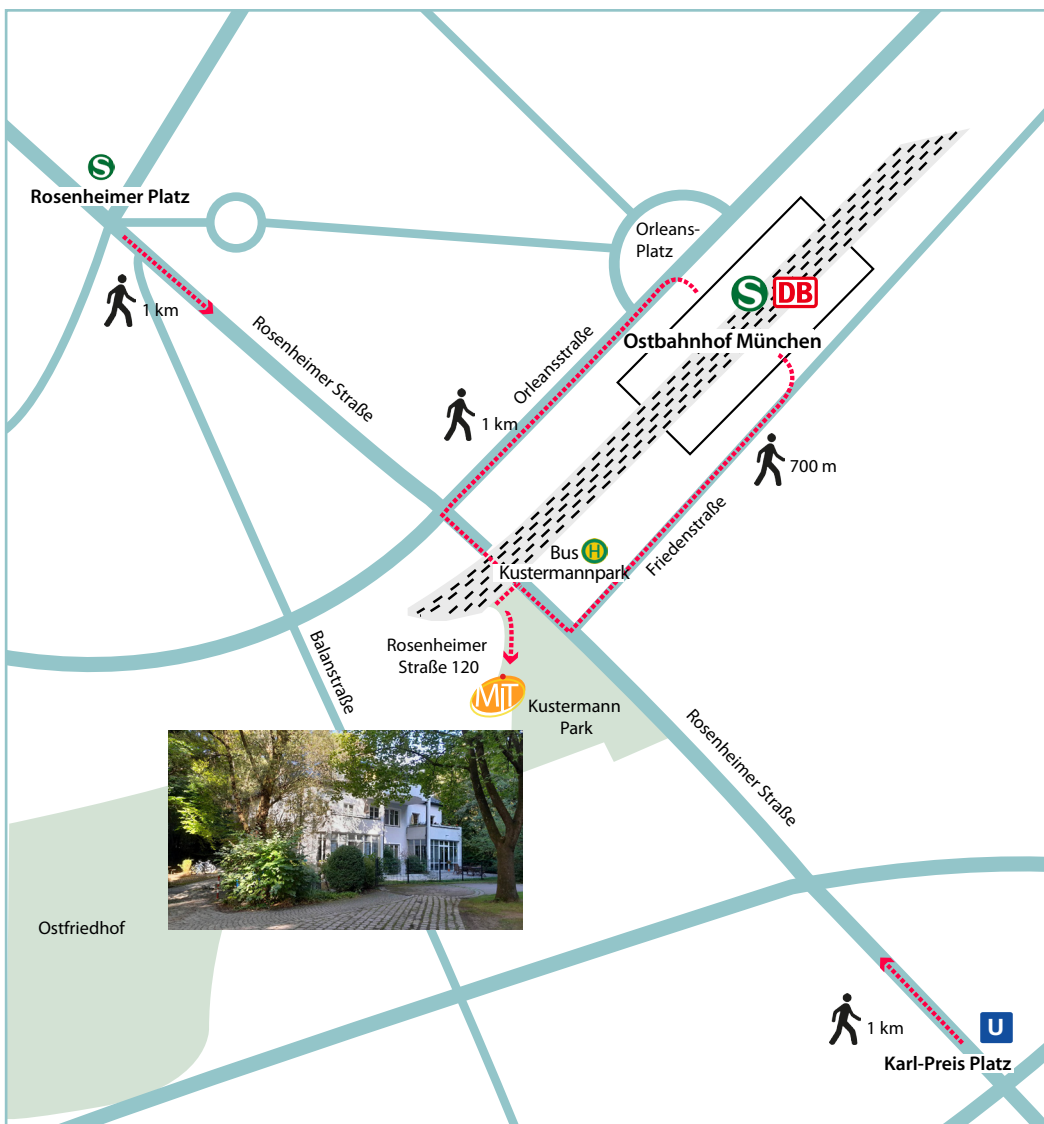 S
Rosenheimer Platz
Orleans-
Platz
1 km
S DB
Ostbahnhof München
Rosenheimer Straße
Orleansstraße
1 km
700 m
Bus H
Kustermannpark
Friedenstraße
Balanstraße
Rosenheimer
Straße 120
MIT
Kustermann
Park
Rosenheimer Straße
Ostfriedhof
1 km
U
Karl-Preis Platz